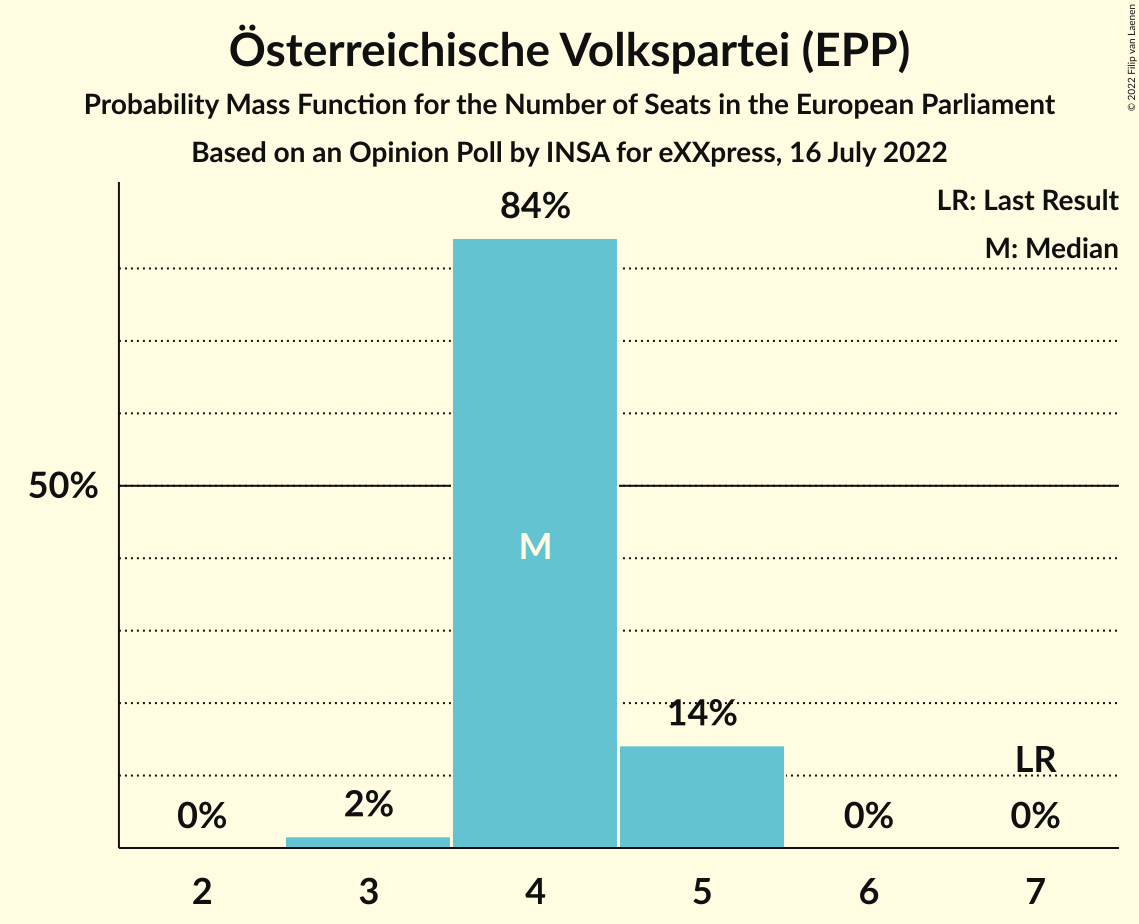 Österreichische Volkspartei (EPP)
Probability Mass Function for the Number of Seats in the European Parliament
Based on an Opinion Poll by INSA for eXXpress, 16 July 2022
© 2022 Filip van Laenen
LR: Last Result
M: Median
84%
50%
M
14%
LR
2%
0%
0%
0%
2 3 4 5 6 7